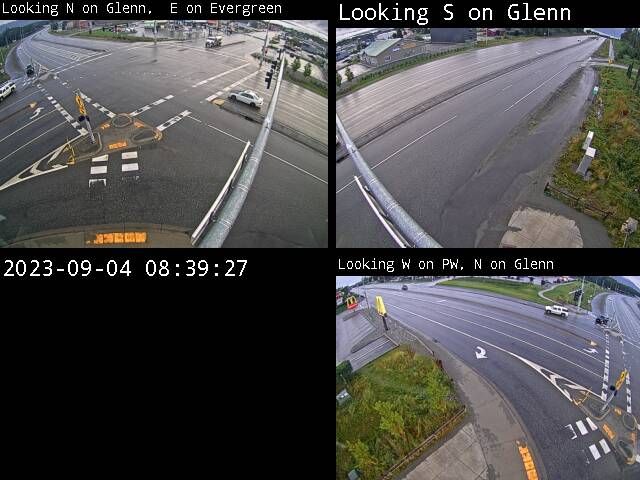 Looking N on Glenn,  E on Evergreen
Looking S on Glenn
2023-09-04 08:39:27
Looking W on PW, N on Glenn